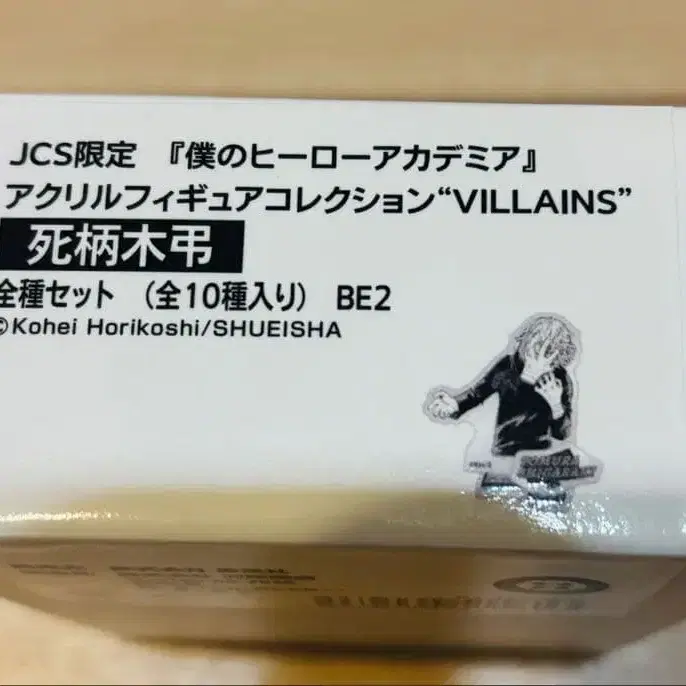 JCS限定 『僕のヒーローアカデミア』
アクリルフィギュアコレクション“VILLAINS”
死柄木弔
全種セット （全10種入り） BE2
©Kohei Horikoshi/SHUEISHA
TOMURA
SHIGARAKI